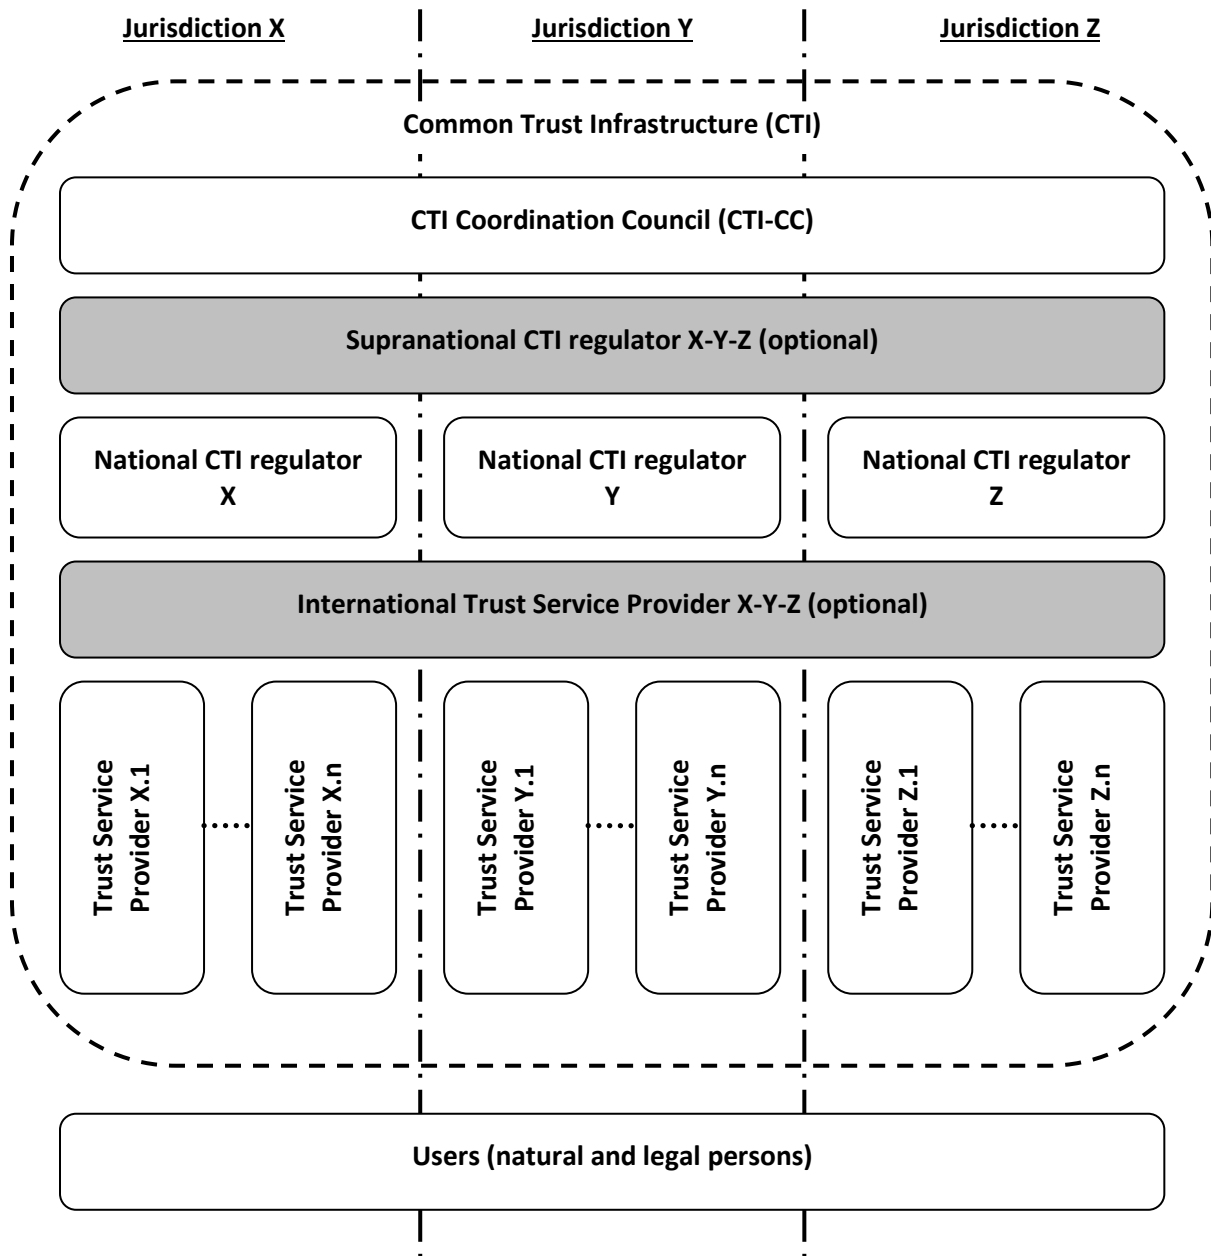 Jurisdiction X
Jurisdiction Y
Jurisdiction Z
Common Trust Infrastructure (CTI)
CTI Coordination Council (CTI-CC)
Supranational CTI regulator X-Y-Z (optional)
National CTI regulator
X
National CTI regulator
Y
National CTI regulator
Z
International Trust Service Provider X-Y-Z (optional)
Trust Service
Provider X.1
Trust Service
Provider X.n
Trust Service
Provider Y.1
Trust Service
Provider Y.n
Trust Service
Provider Z.1
Trust Service
Provider Z.n
Users (natural and legal persons)